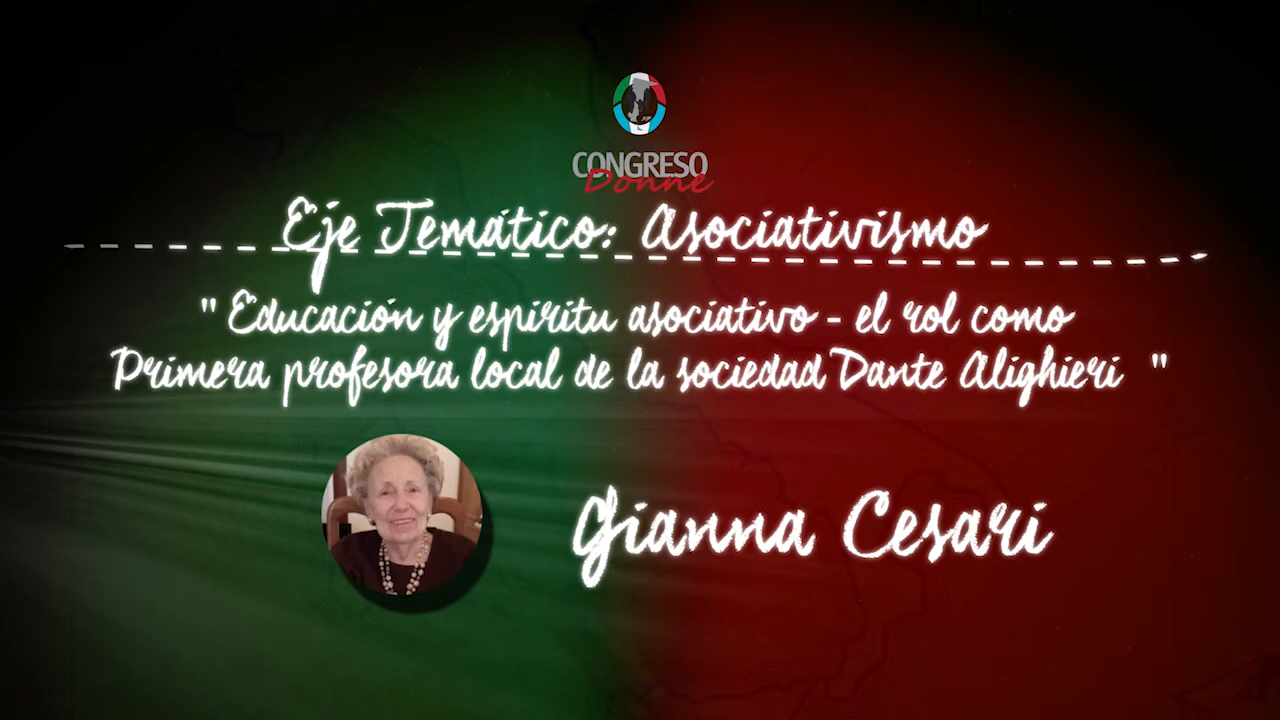 CONGRESO
Donne
Eje Temático: Asociativismo
" Educación y espíritu asociativo - el rol como
Primera profesora local de la sociedad Dante Alighieri "
Gianna Cesari